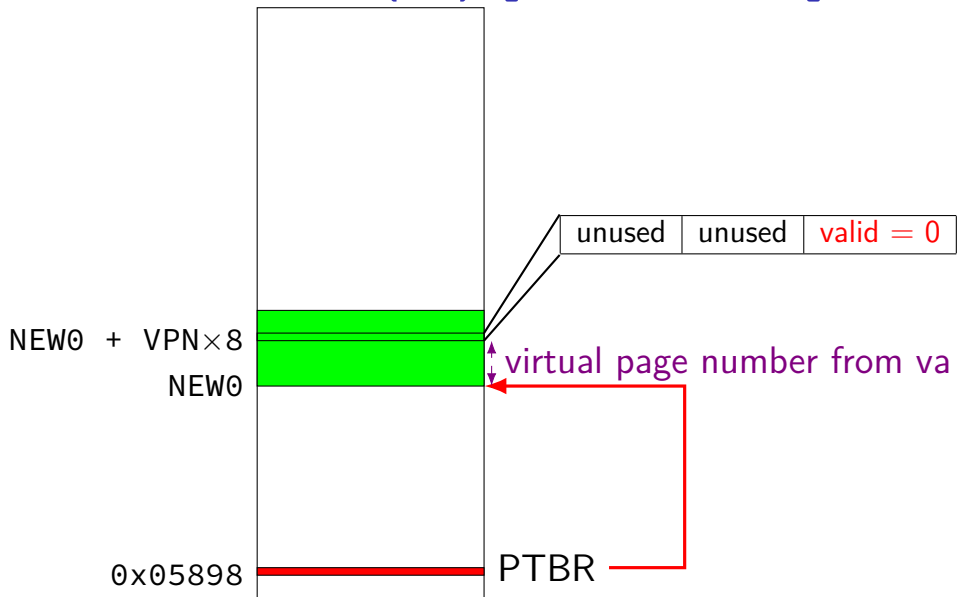 unused unused valid = 0
NEW0 + VPN×8
virtual page number from va
NEW0
0x05898
PTBR